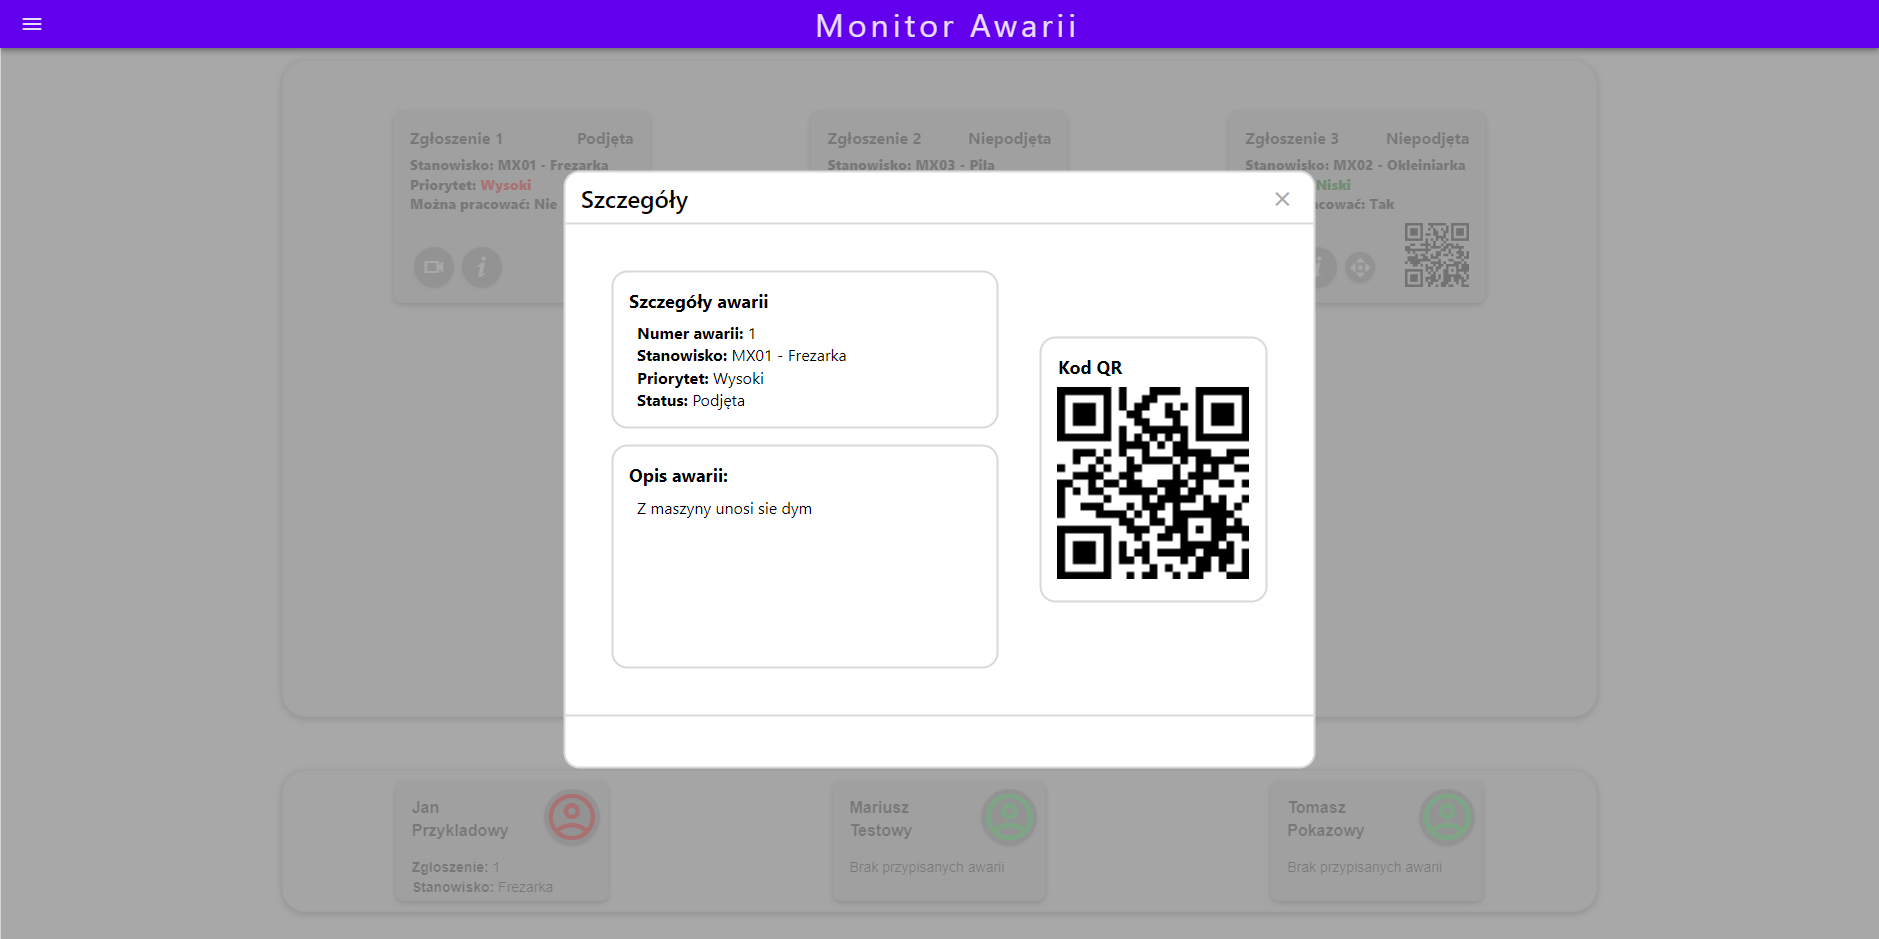 Monitor Awarii
Zgłoszenie 1 Podjęta
Stanowisko: MX01 - Frezarka
Priorytet: Wysoki
Można pracować: Nie
Zgłoszenie 2 Niepodjęta
Stanowisko: MX03 - Piła
Zgłoszenie 3 Niepodjęta
Stanowisko: MX02 - Okleiniarka
Niski
cować: Tak
Szczegóły
Szczegóły awarii
Numer awarii: 1
Stanowisko: MX01 - Frezarka
Priorytet: Wysoki
Status: Podjęta
Opis awarii:
Z maszyny unosi sie dym
Kod QR
Jan
Przykladowy
Zgłoszenie: 1
Stanowisko: Frezarka
Mariusz
Testowy
Brak przypisanych awarii
Tomasz
Pokazowy
Brak przypisanych awarii